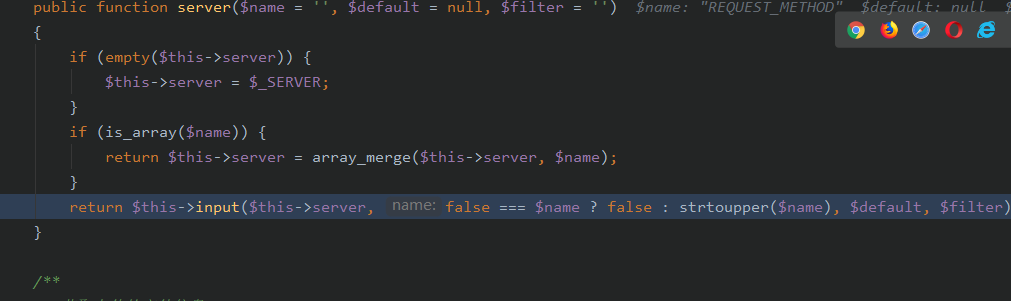 public function server($name = '', $default = null, $filter = '')  $name: "REQUEST_METHOD"  $default: null
{
if (empty($this->server)) {
$this->server = $_SERVER;
}
if (is_array($name)) {
return $this->server = array_merge($this->server, $name);
}
return $this->input($this->server, name: false === $name ? false : strtoupper($name), $default, $filter)
}
/**